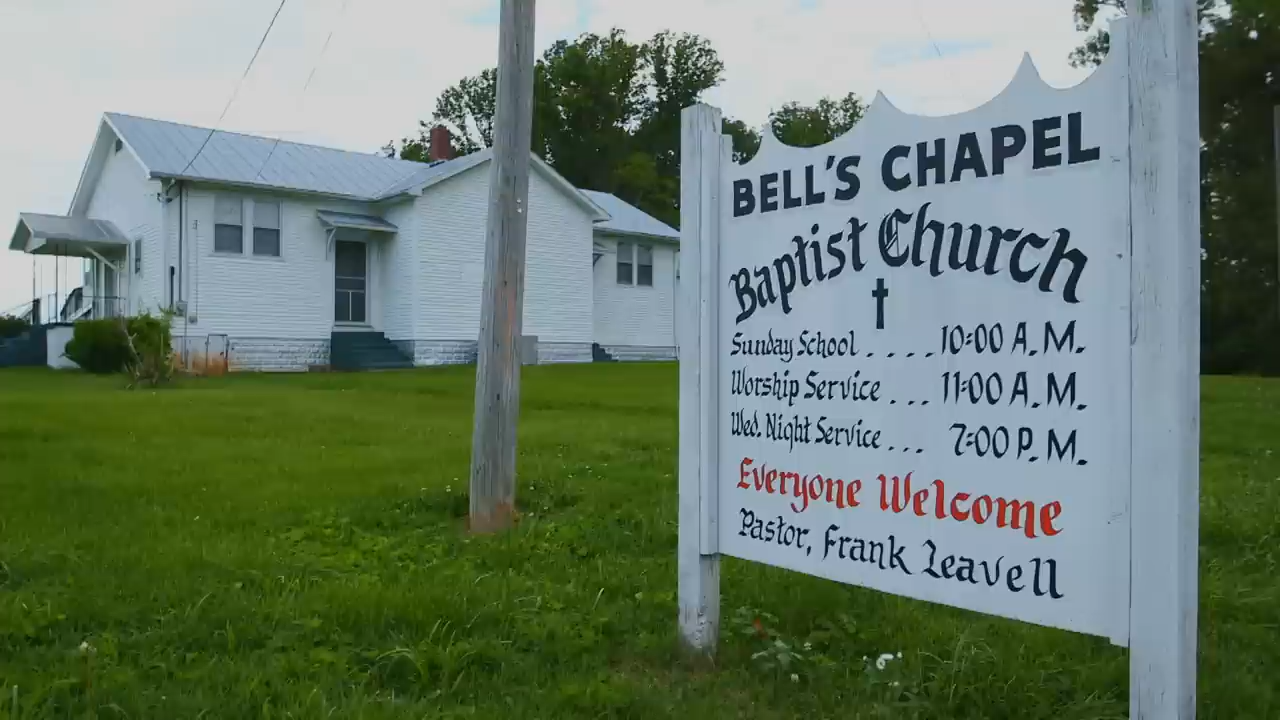 BELL'S CHAPEL
Baptist Church
Sunday School .... 10:00 A.M.
Worship Service ... 11:00 A.M.
Wed. Night Service ... 7:00 P.M.
Everyone Welcome
Pastor, Frank Leavell